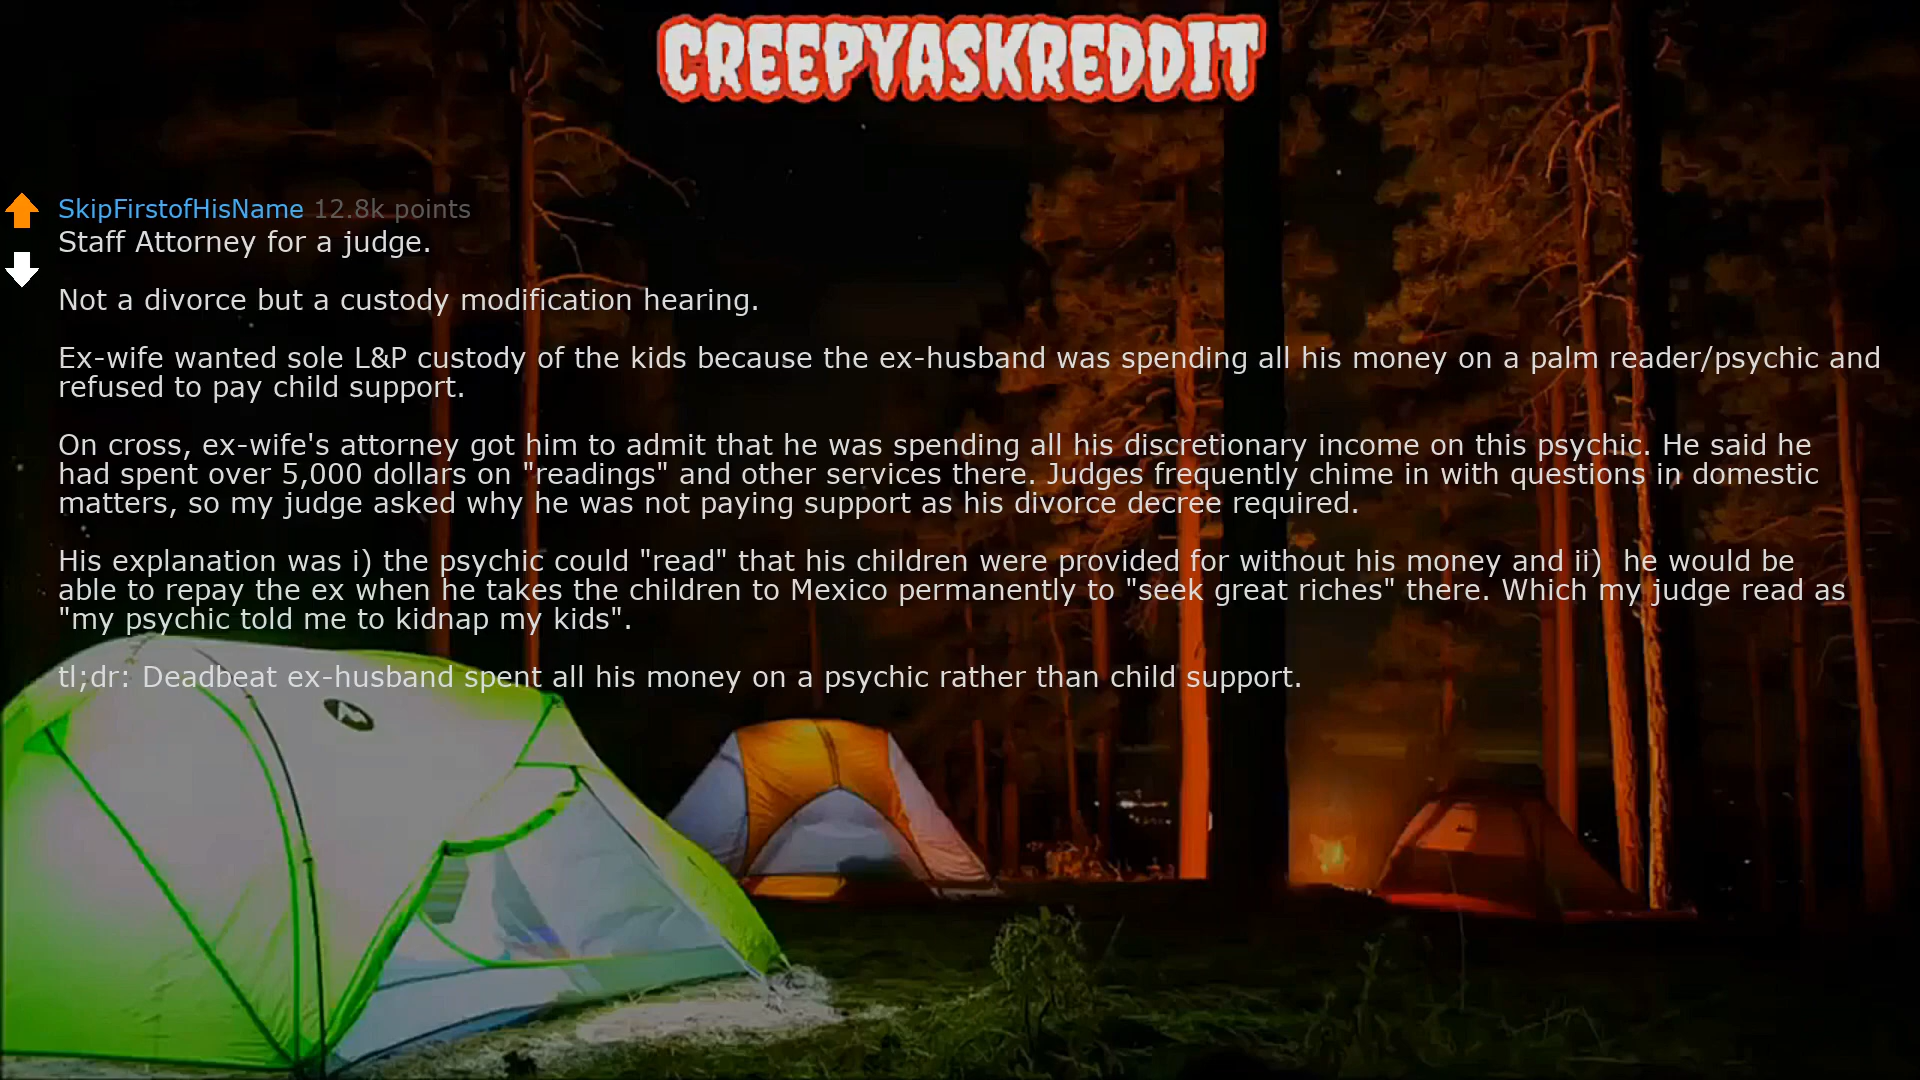 CREEPYASKREDDIT
SkipFirstofHisName 12.8k points
Staff Attorney for a judge.
Not a divorce but a custody modification hearing.
Ex-wife wanted sole L&P custody of the kids because the ex-husband was spending all his money on a palm reader/psychic and
refused to pay child support.
On cross, ex-wife's attorney got him to admit that he was spending all his discretionary income on this psychic. He said he
had spent over 5,000 dollars on "readings" and other services there. Judges frequently chime in with questions in domestic
matters, so my judge asked why he was not paying support as his divorce decree required.
His explanation was i) the psychic could "read" that his children were provided for without his money and ii)  he would be
able to repay the ex when he takes the children to Mexico permanently to "seek great riches" there. Which my judge read as
"my psychic told me to kidnap my kids".
tl;dr: Deadbeat ex-husband spent all his money on a psychic rather than child support.